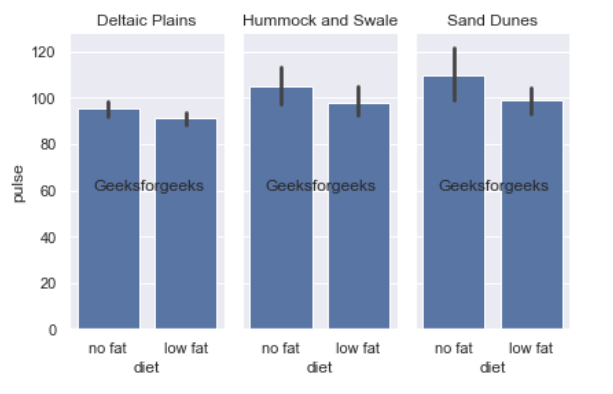 Deltaic Plains Hummock and Swale Sand Dunes
120
100
80
60
40
20
0
pulse
Geeksforgeeks Geeksforgeeks Geeksforgeeks
no fat low fat no fat low fat no fat low fat
diet diet diet